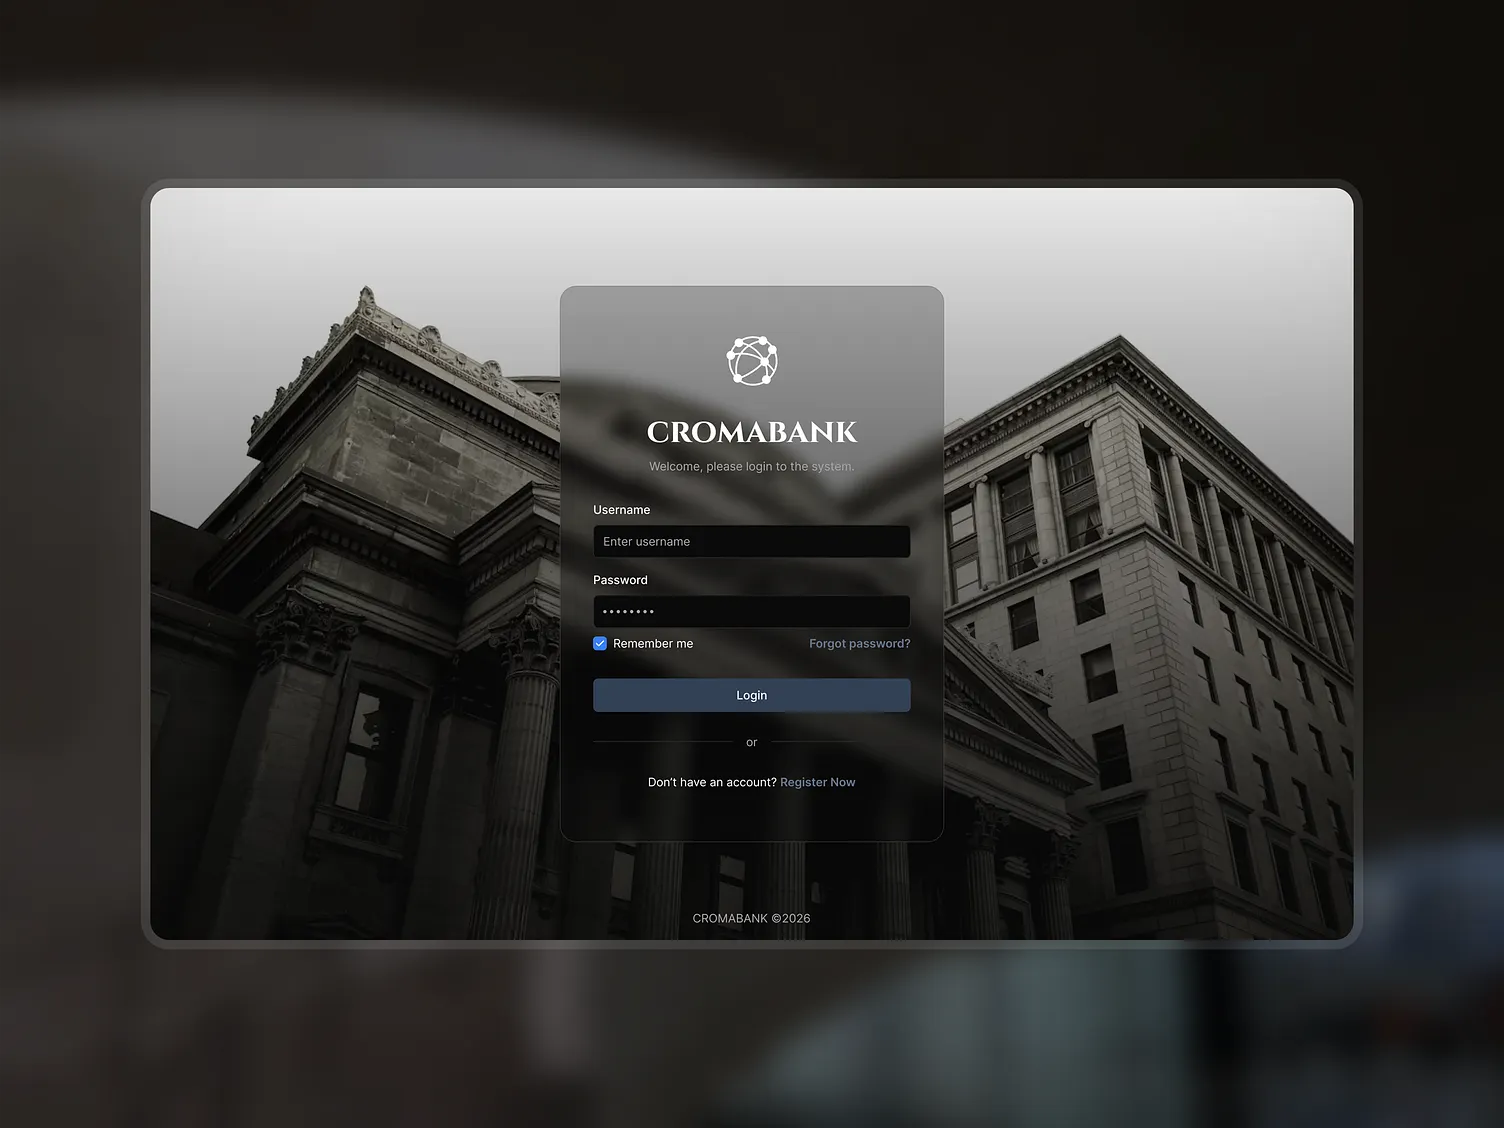 CROMABANK
Welcome, please login to the system.
Username
Enter username
Password
••••••••
Remember me
Forgot password?
Login
or
Don't have an account? Register Now
CROMABANK ©2026